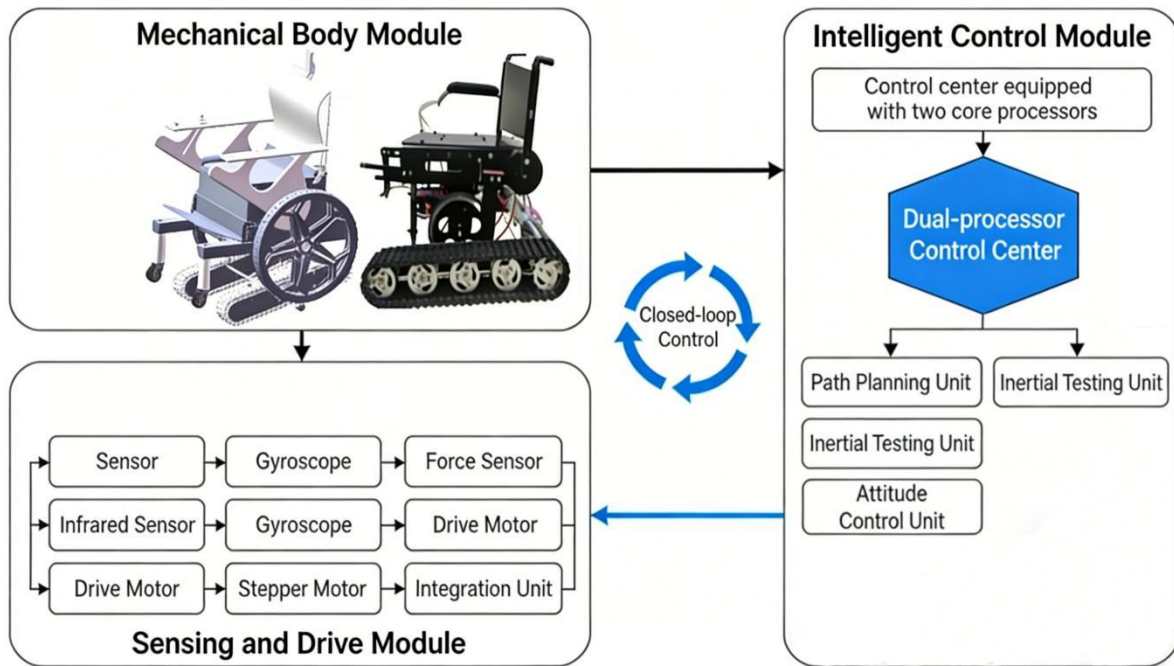 Mechanical Body Module
Intelligent Control Module
Control center equipped
with two core processors
Dual-processor
Control Center
Closed-loop
Control
Path Planning Unit
Inertial Testing Unit
Inertial Testing Unit
Attitude
Control Unit
Sensor
Gyroscope
Force Sensor
Infrared Sensor
Gyroscope
Drive Motor
Drive Motor
Stepper Motor
Integration Unit
Sensing and Drive Module